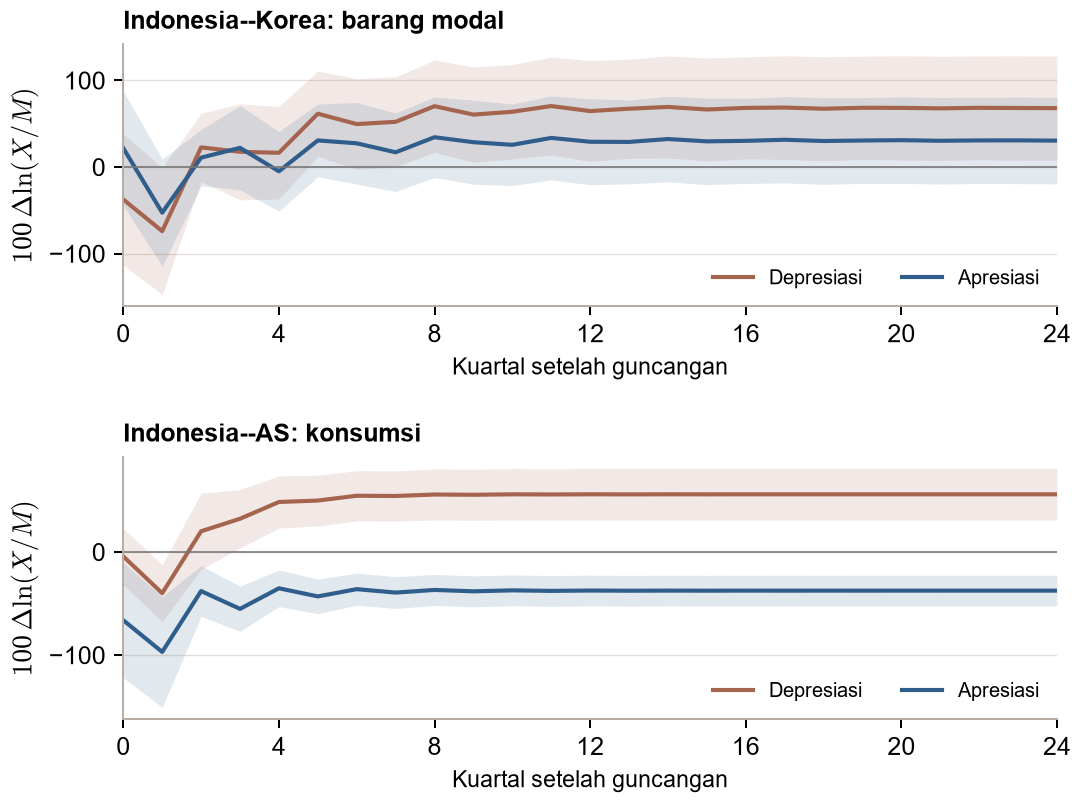 Indonesia--Korea: barang modal
100 Δln(X/M)
100
0
−100
Depresiasi
Apresiasi
0 4 8 12 16 20 24
Kuartal setelah guncangan
Indonesia--AS: konsumsi
100 Δln(X/M)
0
−100
Depresiasi
Apresiasi
0 4 8 12 16 20 24
Kuartal setelah guncangan